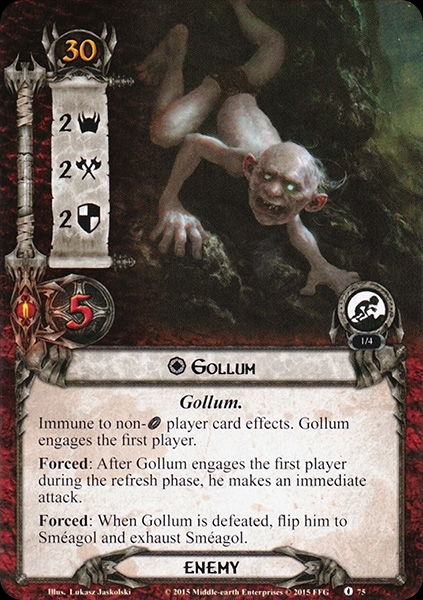 30
2
2
2
5
1/4
Gollum
Gollum.
Immune to non- player card effects. Gollum
engages the first player.
Forced: After Gollum engages the first player
during the refresh phase, he makes an immediate
attack.
Forced: When Gollum is defeated, flip him to
Sméagol and exhaust Sméagol.
ENEMY
Illus. Lukasz Jaskolski © 2015 Middle-earth Enterprises © 2015 FFG 75